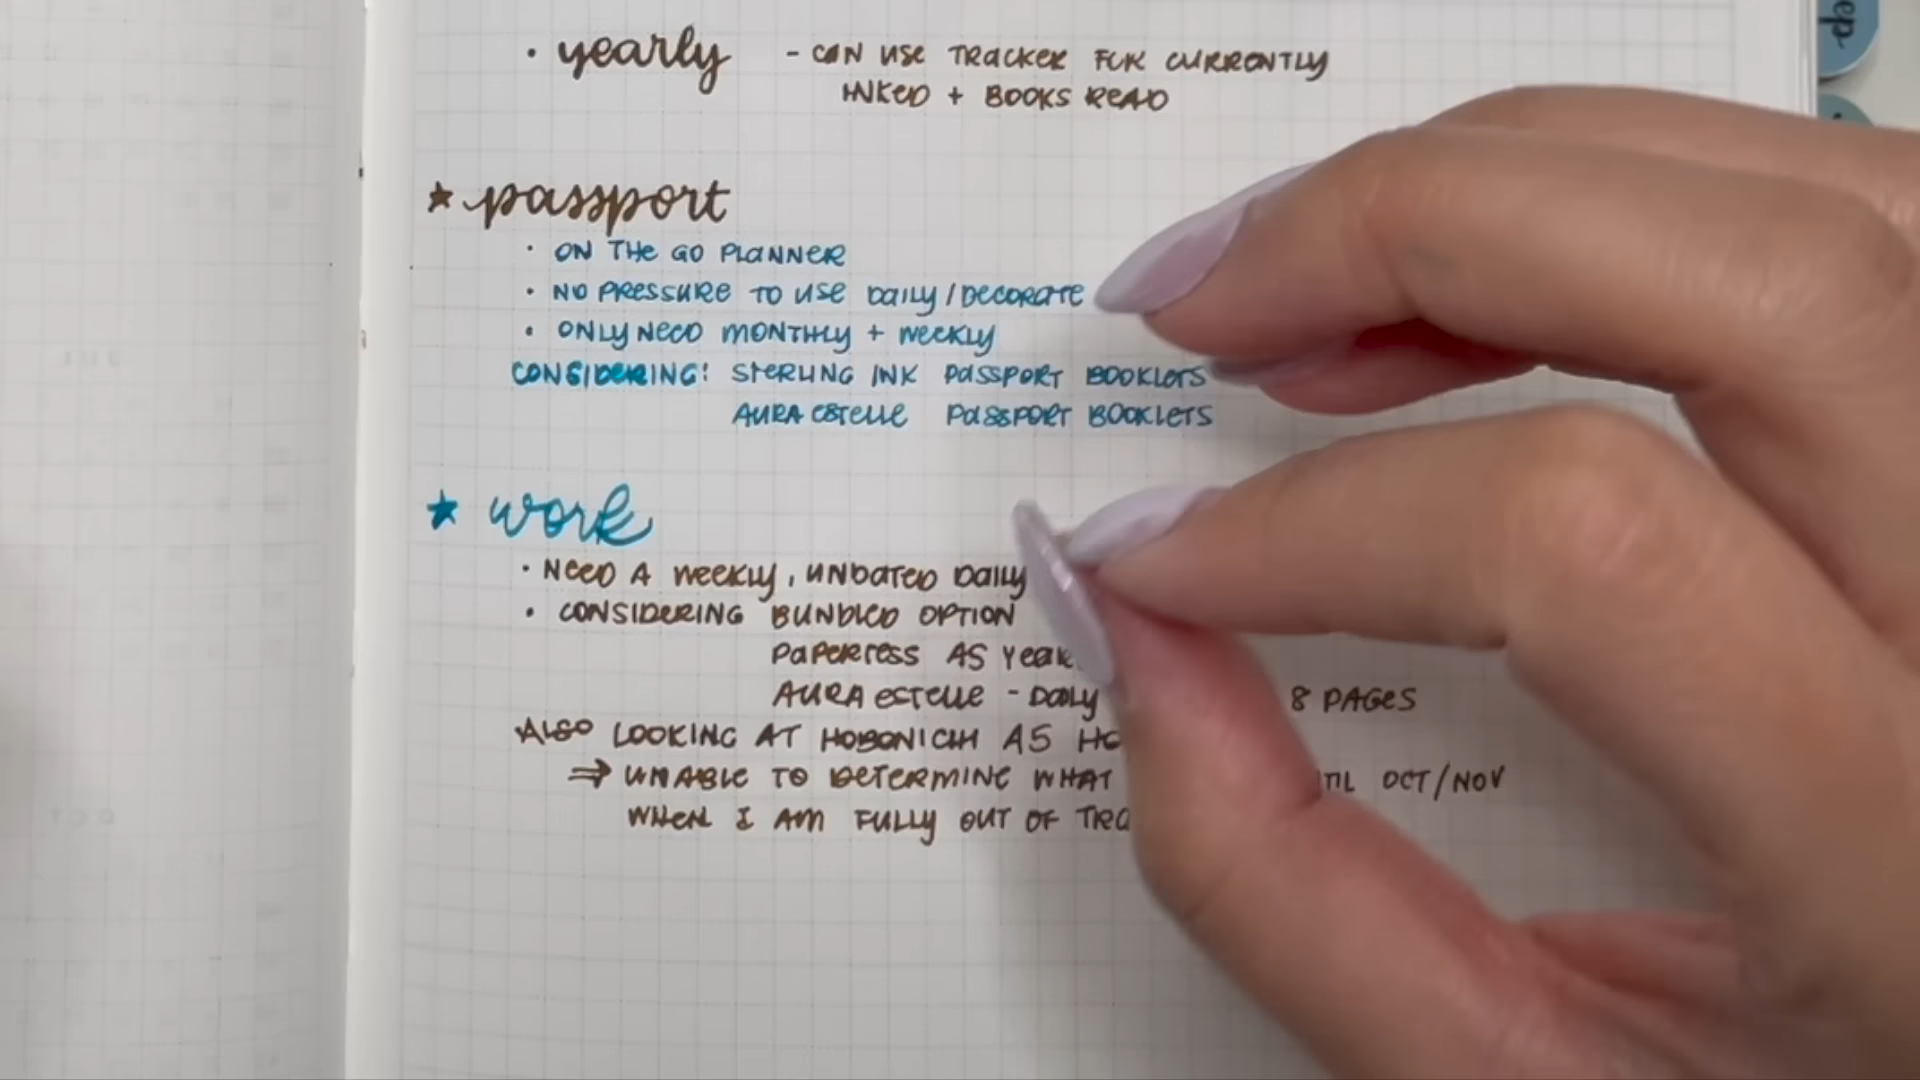 • yearly - CAN USE TRACKER FOR CURRENTLY
INKED + BOOKS READ
★ passport
• ON THE GO PLANNER
• NO PRESSURE TO USE DAILY/DECORATE
• ONLY NEED MONTHLY + WEEKLY
CONSIDERING: STERLING INK PASSPORT BOOKLETS
AURA ESTELLE PASSPORT BOOKLETS
★ work
• NEED A WEEKLY, UNDATED DAILY
• CONSIDERING BUNDLED OPTION
AS
AURA ESTELLE - DAILY 8 PAGES
ALSO LOOKING AT HOBONICHI A5
⇒ UNABLE TO DETERMINE WHAT OCT/NOV
WHEN I AM FULLY OUT OF
ep
JUL
OCT